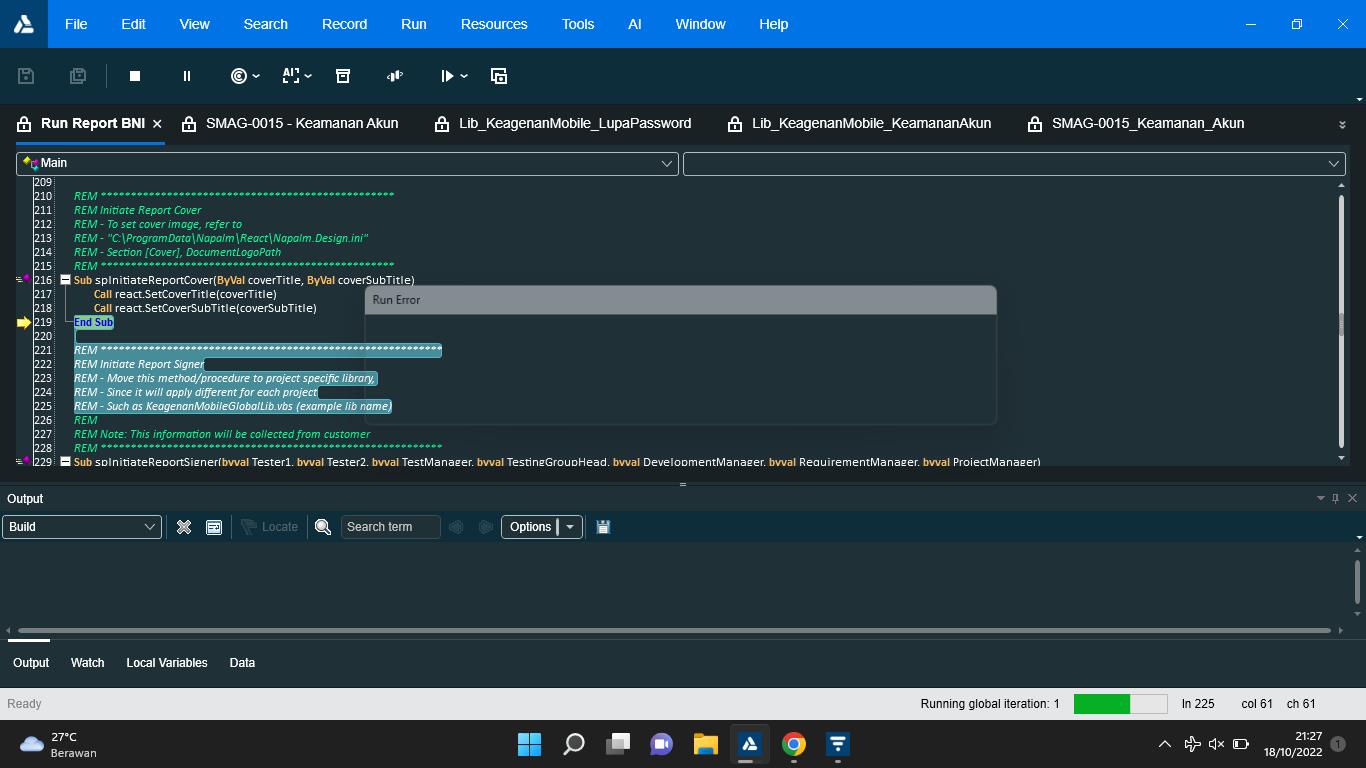 File Edit View Search Record Run Resources Tools AI Window Help
AI
Run Report BNI SMAG-0015 - Keamanan Akun Lib_KeagenanMobile_LupaPassword Lib_KeagenanMobile_KeamananAkun SMAG-0015_Keamanan_Akun
Main
209
210 REM *************************************************
211 REM Initiate Report Cover
212 REM - To set cover image, refer to
213 REM - "C:\ProgramData\Napalm\React\Napalm.Design.ini"
214 REM - Section [Cover], DocumentLogoPath
215 REM *************************************************
216 Sub spInitiateReportCover(ByVal coverTitle, ByVal coverSubTitle)
217 Call react.SetCoverTitle(coverTitle)
218 Call react.SetCoverSubTitle(coverSubTitle)
219 End Sub
220
221 REM *********************************************************
222 REM Initiate Report Signer
223 REM - Move this method/procedure to project specific library,
224 REM - Since it will apply different for each project
225 REM - Such as KeagenanMobileGlobalLib.vbs (example lib name)
226 REM
227 REM Note: This information will be collected from customer
228 REM *********************************************************
229 Sub spInitiateReportSigner(byval Tester1, byval Tester2, byval TestManager, byval TestingGroupHead, byval DevelopmentManager, byval RequirementManager, byval ProjectManager)
Run Error
Output
Build Locate Search term Options
Output Watch Local Variables Data
Ready Running global iteration: 1 ln 225 col 61 ch 61
27°C
Berawan
21:27
18/10/2022
1